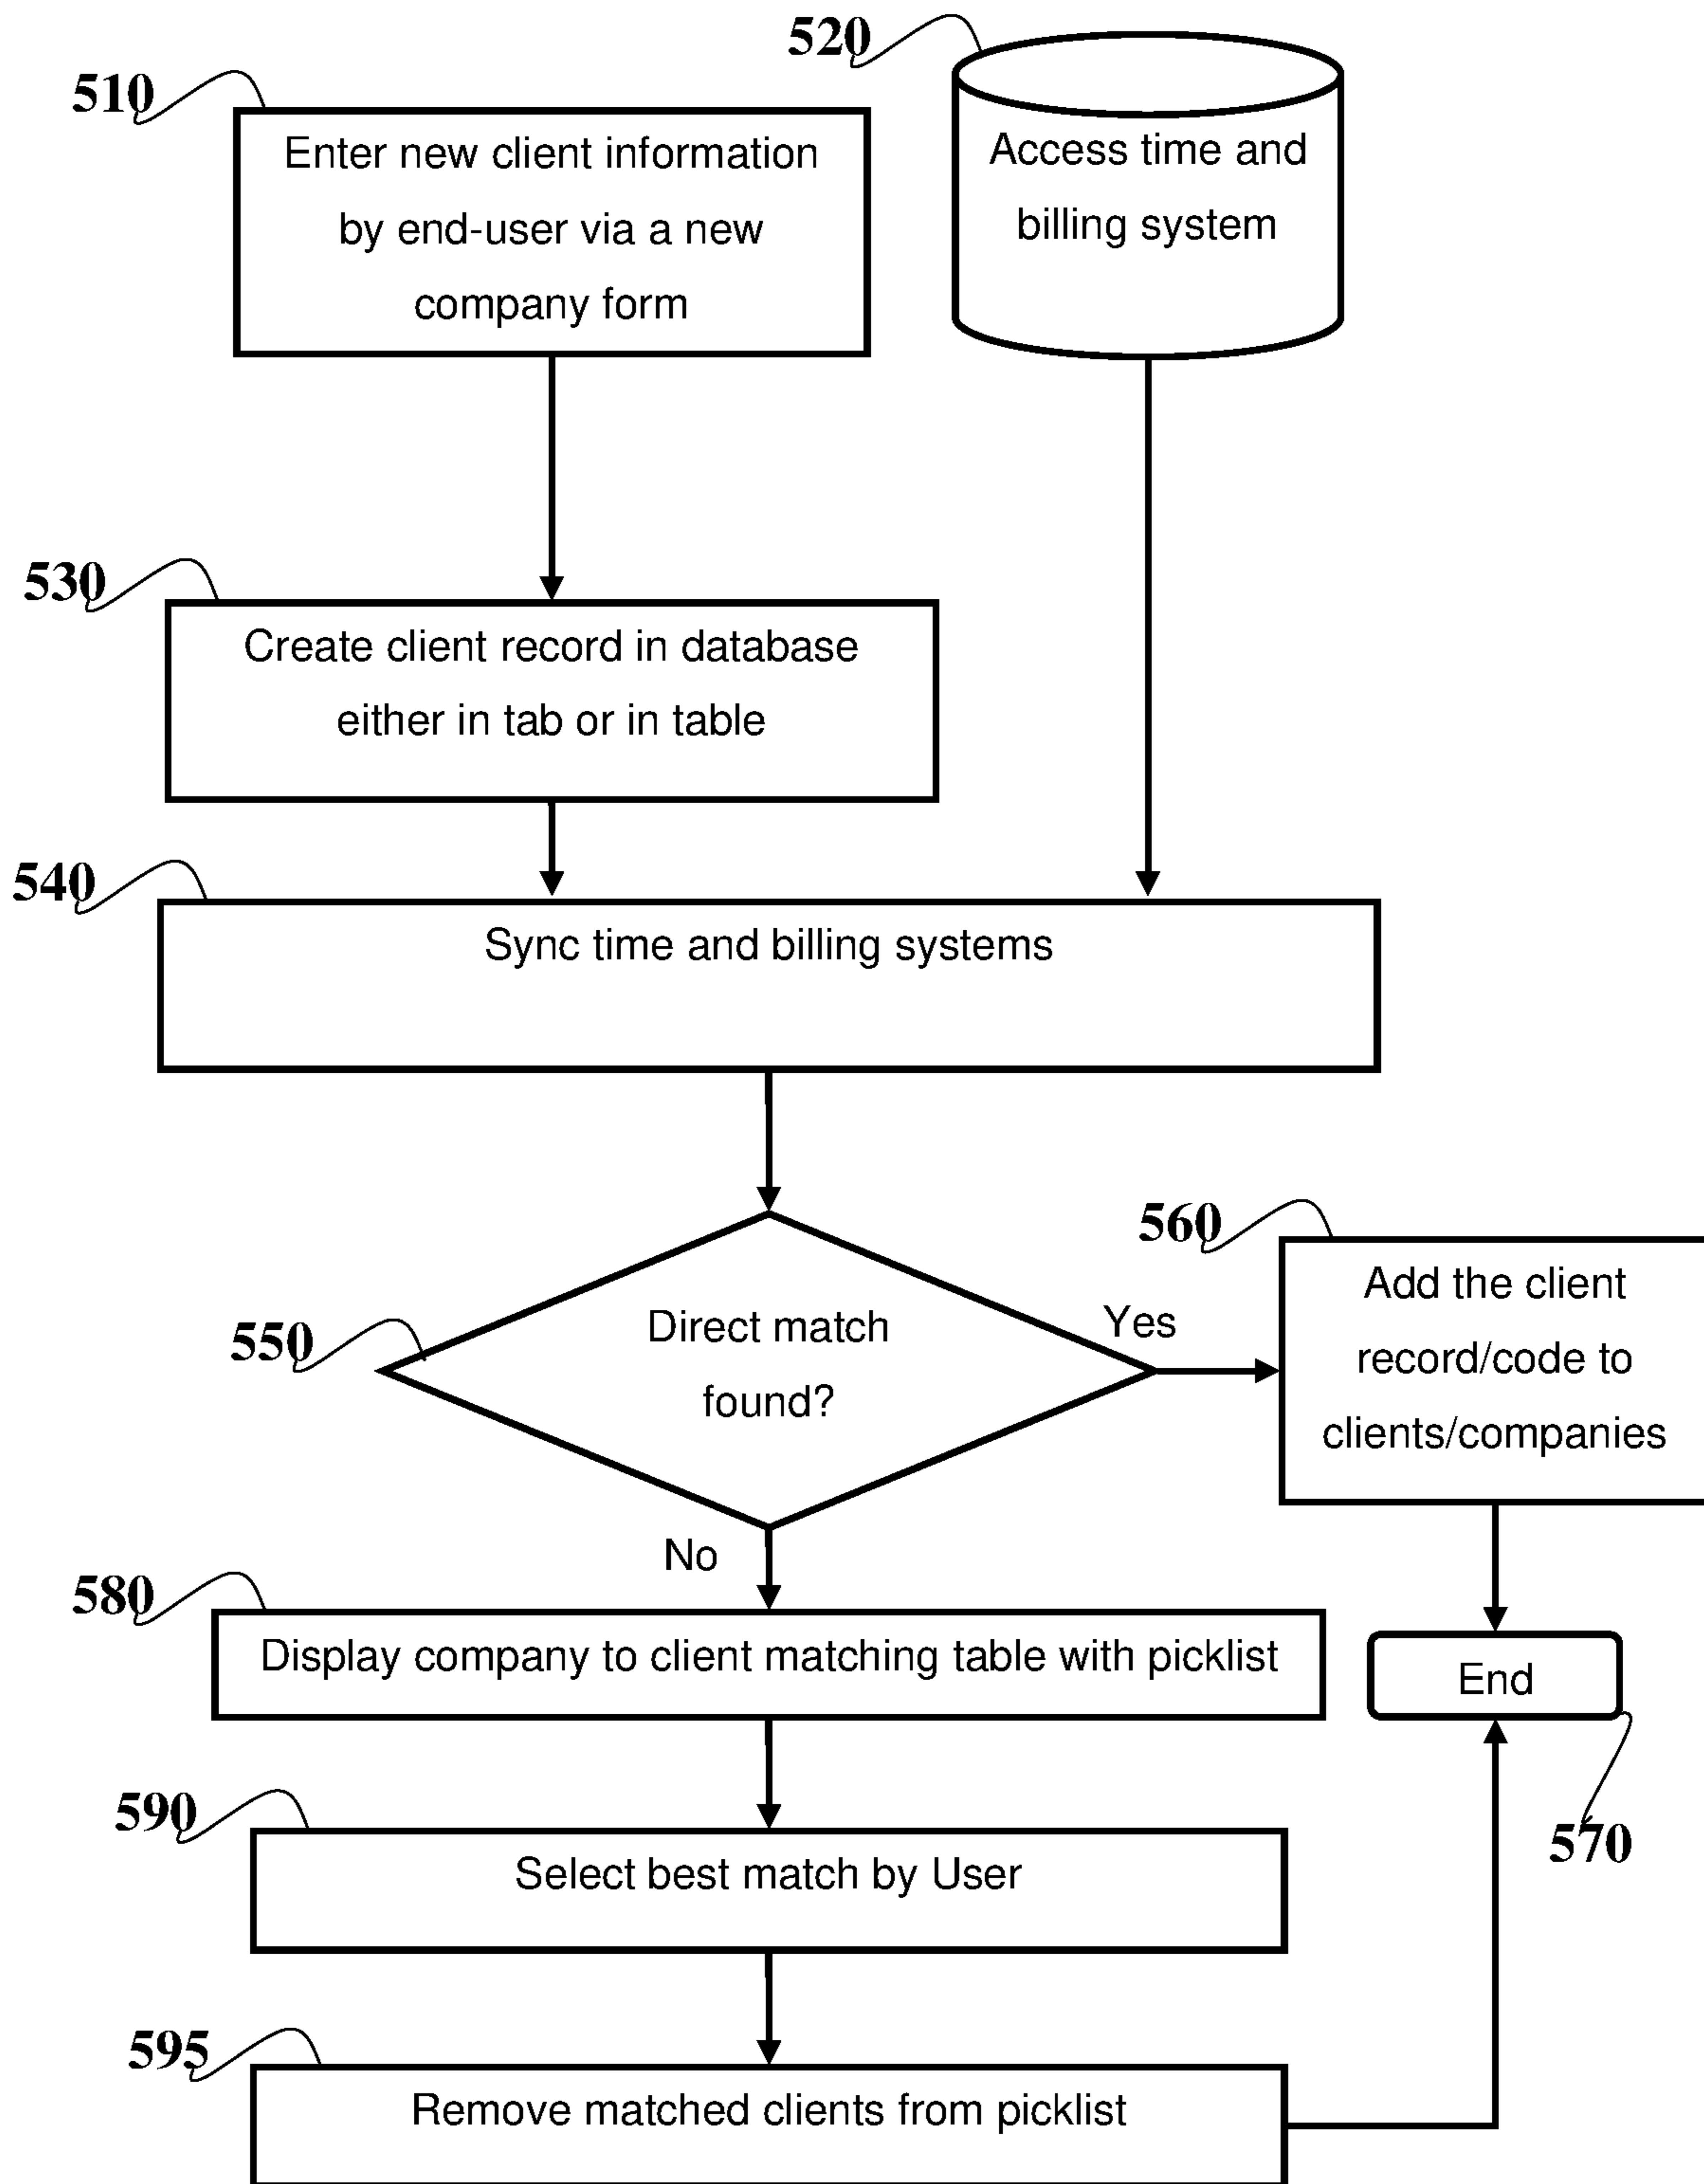 510
Enter new client information
by end-user via a new
company form
520
Access time and
billing system
530
Create client record in database
either in tab or in table
540
Sync time and billing systems
550
Direct match
found?
Yes
560
Add the client
record/code to
clients/companies
No
580
Display company to client matching table with picklist
End
570
590
Select best match by User
595
Remove matched clients from picklist